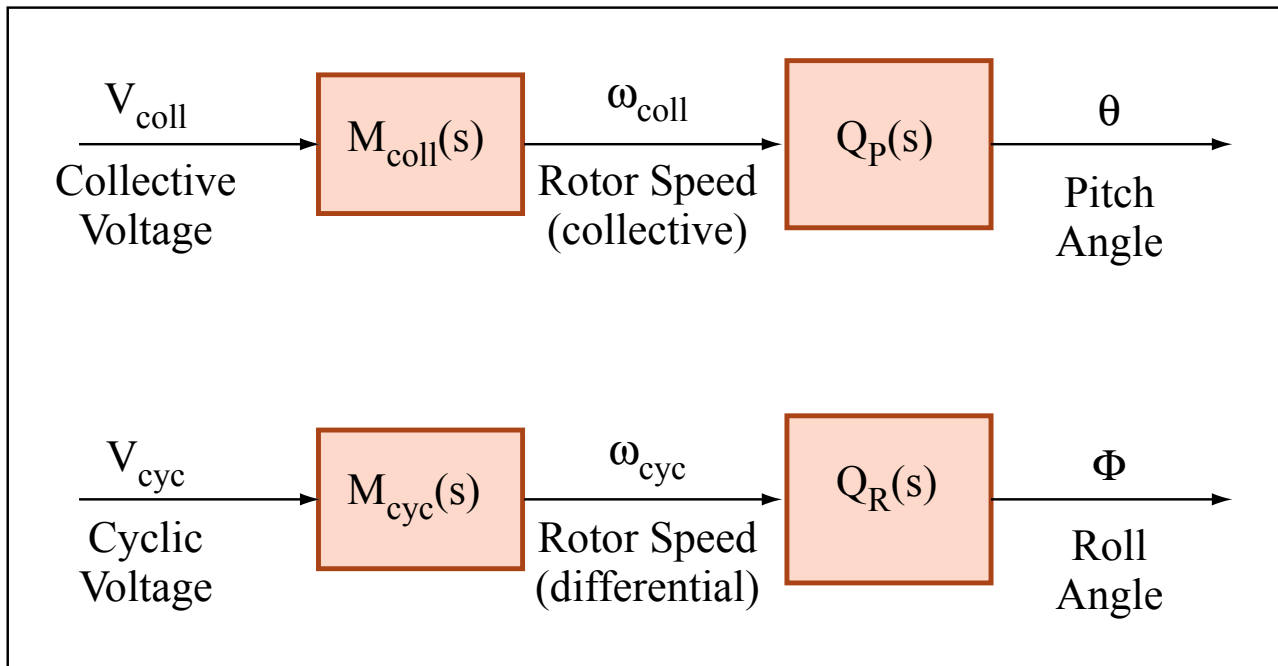 V_coll
Collective
Voltage
M_coll(s)
ω_coll
Rotor Speed
(collective)
Q_P(s)
θ
Pitch
Angle
V_cyc
Cyclic
Voltage
M_cyc(s)
ω_cyc
Rotor Speed
(differential)
Q_R(s)
Φ
Roll
Angle